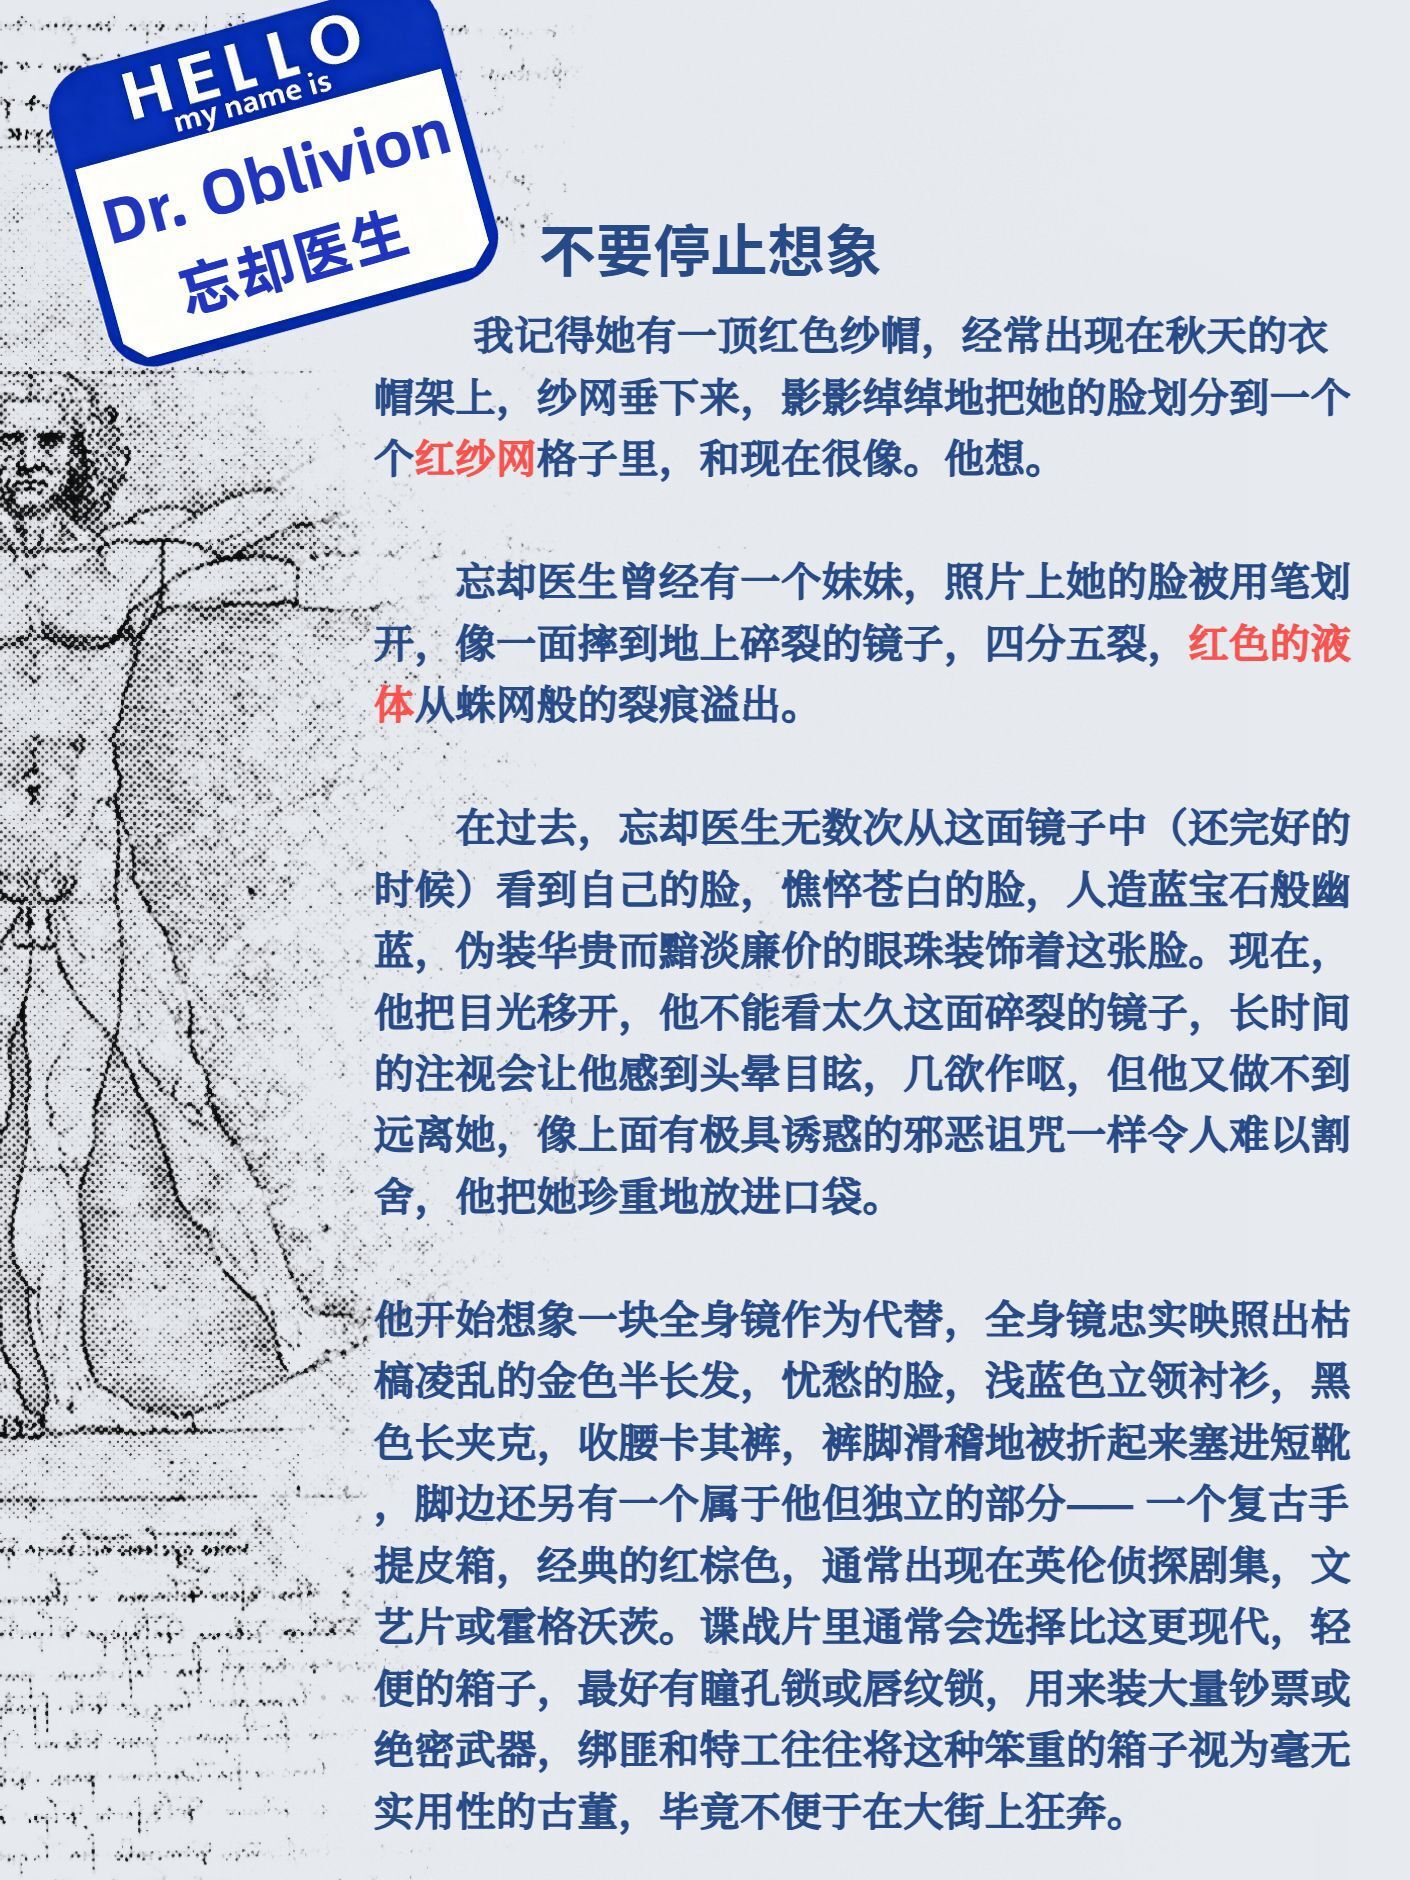 HELLO
my name is
Dr. Oblivion
忘却医生
不要停止想象
我记得她有一顶红色纱帽，经常出现在秋天的衣
帽架上，纱网垂下来，影影绰绰地把她的脸划分到一个
个红纱网格子里，和现在很像。他想。
忘却医生曾经有一个妹妹，照片上她的脸被用笔划
开，像一面摔到地上碎裂的镜子，四分五裂，红色的液
体从蛛网般的裂痕溢出。
在过去，忘却医生无数次从这面镜子中（还完好的
时候）看到自己的脸，憔悴苍白的脸，人造蓝宝石般幽
蓝，伪装华贵而黯淡廉价的眼珠装饰着这张脸。现在，
他把目光移开，他不能看太久这面碎裂的镜子，长时间
的注视会让他感到头晕目眩，几欲作呕，但他又做不到
远离她，像上面有极具诱惑的邪恶诅咒一样令人难以割
舍，他把她珍重地放进口袋。
他开始想象一块全身镜作为代替，全身镜忠实映照出枯
槁凌乱的金色半长发，忧愁的脸，浅蓝色立领衬衫，黑
色长夹克，收腰卡其裤，裤脚滑稽地被折起来塞进短靴
，脚边还另有一个属于他但独立的部分—— 一个复古手
提皮箱，经典的红棕色，通常出现在英伦侦探剧集，文
艺片或霍格沃茨。谍战片里通常会选择比这更现代，轻
便的箱子，最好有瞳孔锁或唇纹锁，用来装大量钞票或
绝密武器，绑匪和特工往往将这种笨重的箱子视为毫无
实用性的古董，毕竟不便于在大街上狂奔。